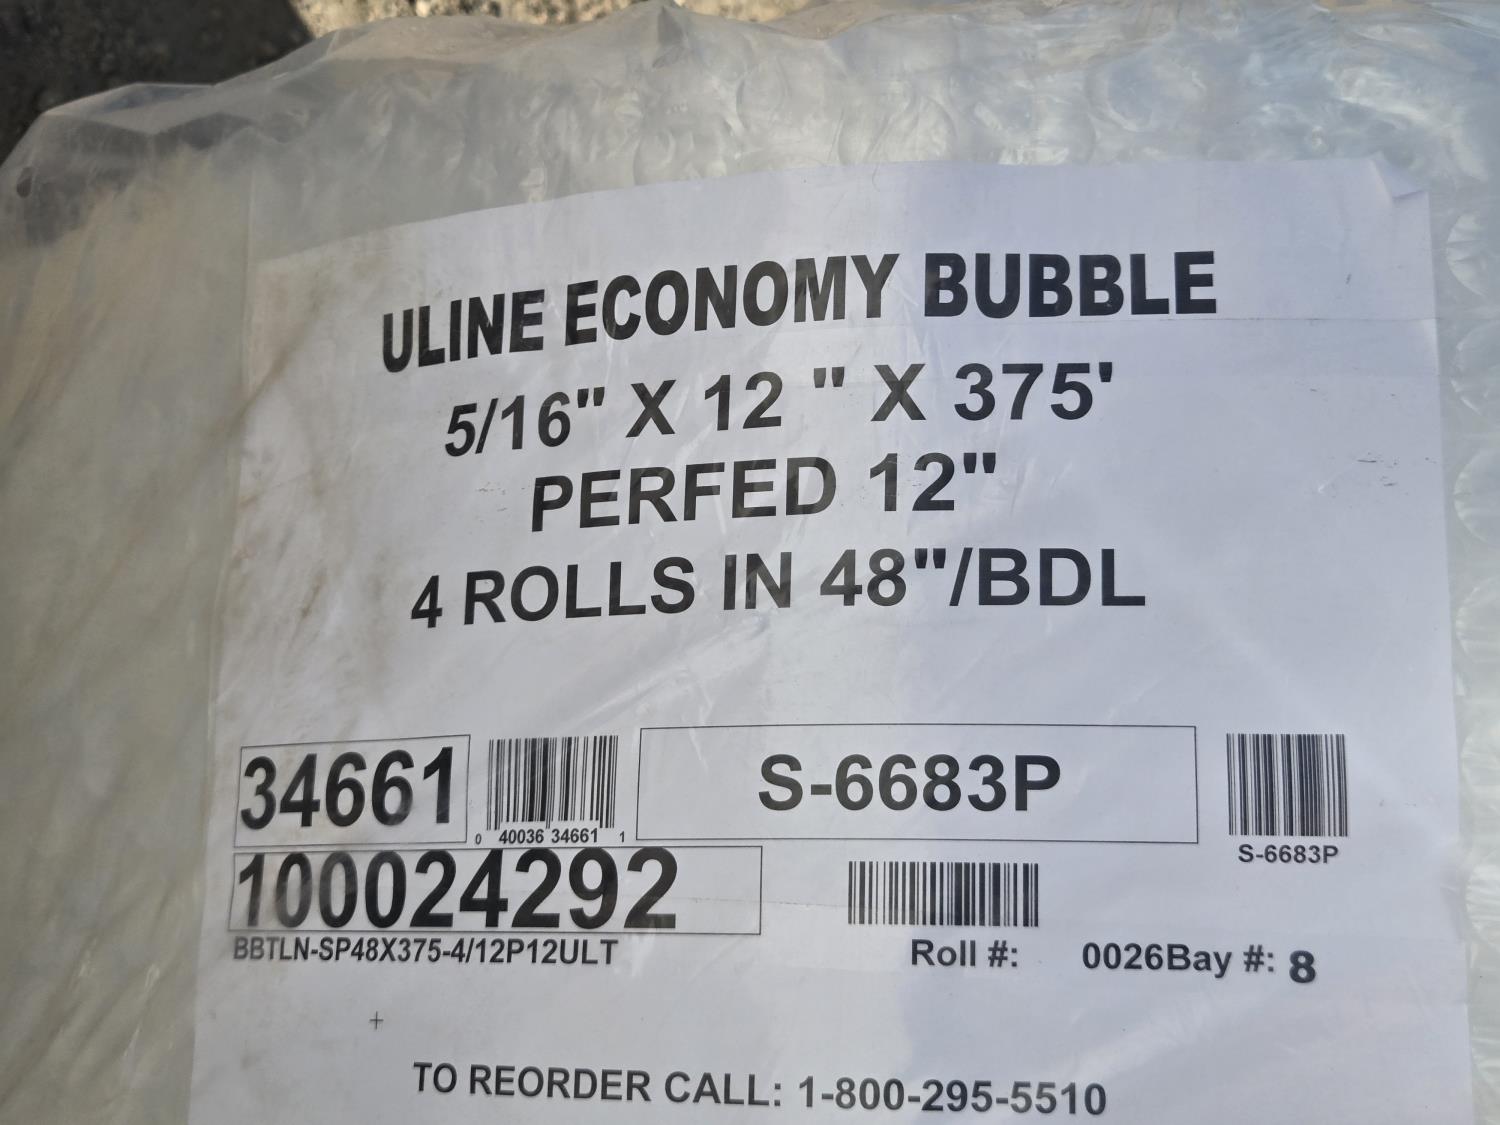 ULINE ECONOMY BUBBLE
5/16" X 12 " X 375'
PERFED 12"
4 ROLLS IN 48"/BDL
34661
0 40036 34661 1
S-6683P
S-6683P
100024292
BBTLN-SP48X375-4/12P12ULT
Roll #: 0026Bay #: 8
TO REORDER CALL: 1-800-295-5510